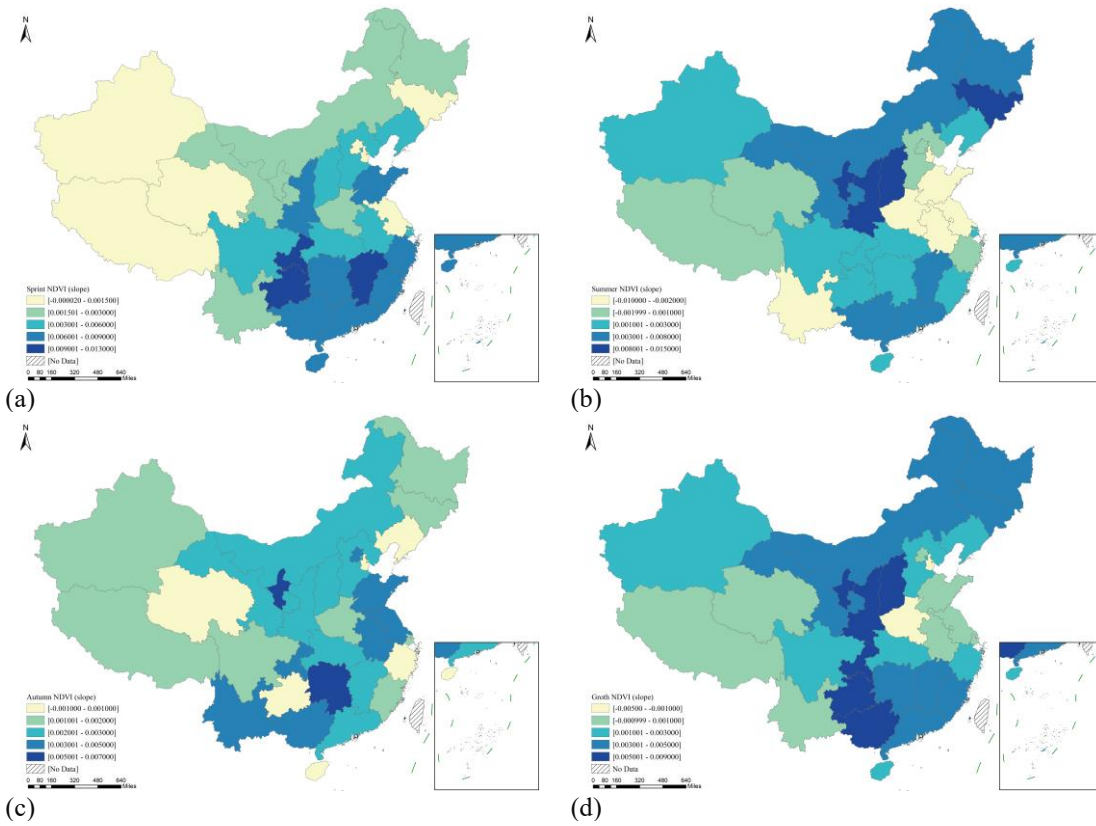 N
Sprint NDVI (slope)
[-0.000020 - 0.001500]
[0.001501 - 0.003000]
[0.003001 - 0.006000]
[0.006001 - 0.009000]
[0.009001 - 0.013000]
[No Data]
0 80 160 320 480 640
Miles
(a)
N
Summer NDVI (slope)
[-0.010000 - -0.002000]
[-0.001999 - 0.001000]
[0.001001 - 0.003000]
[0.003001 - 0.008000]
[0.008001 - 0.015000]
[No Data]
0 80 160 320 480 640
Miles
(b)
N
Autumn NDVI (slope)
[-0.001000 - 0.001000]
[0.001001 - 0.002000]
[0.002001 - 0.003000]
[0.003001 - 0.005000]
[0.005001 - 0.007000]
[No Data]
0 80 160 320 480 640
Miles
(c)
N
Groth NDVI (slope)
[-0.00500 - -0.001000]
[-0.000999 - 0.001000]
[0.001001 - 0.003000]
[0.003001 - 0.005000]
[0.005001 - 0.009000]
No Data
0 80 160 320 480 640
Miles
(d)